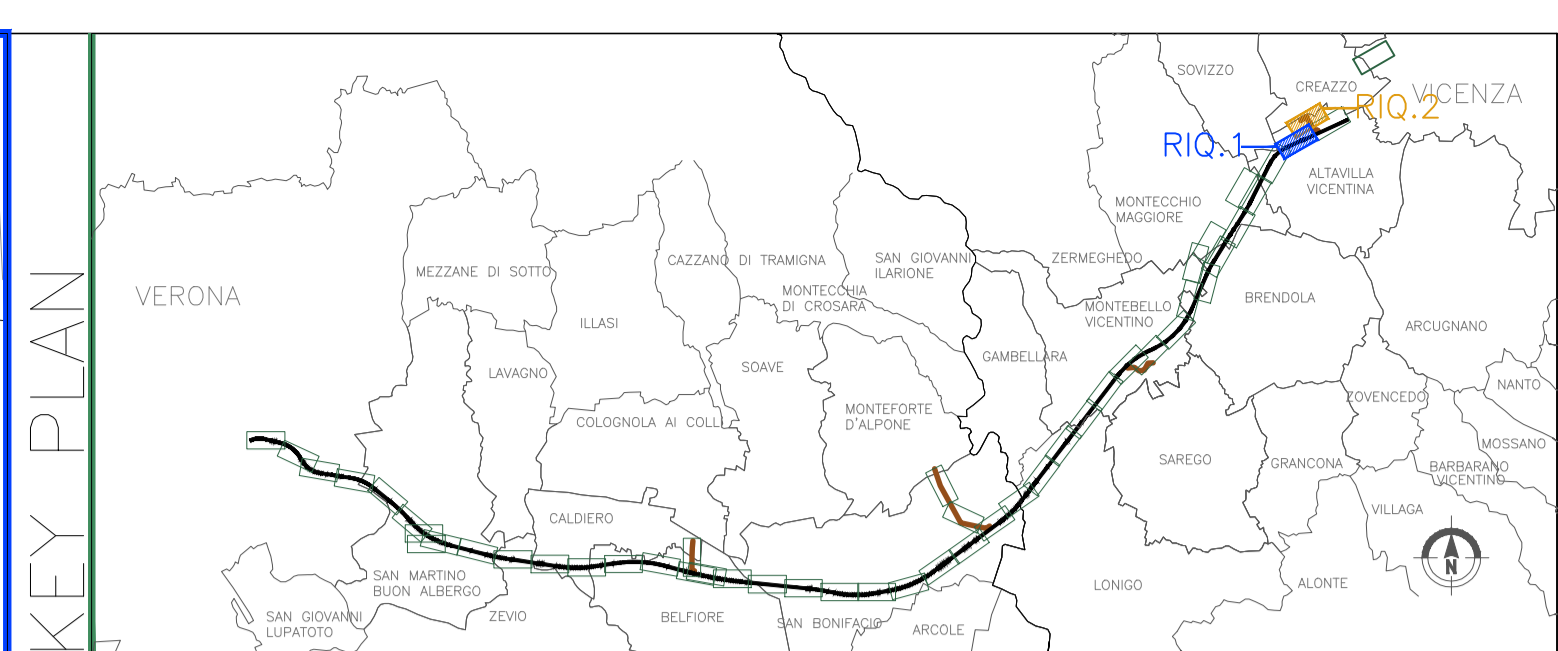 KEY PLAN
SOVIZZO
CREAZZO
VICENZA
RIQ.2
RIQ.1
ALTAVILLA
VICENTINA
MONTECCHIO
MAGGIORE
MEZZANE DI SOTTO
CAZZANO DI TRAMIGNA
SAN GIOVANNI
ILARIONE
ZERMEGHEDO
VERONA
MONTECCHIA
DI CROSARA
BRENDOLA
MONTEBELLO
VICENTINO
ILLASI
ARCUGNANO
GAMBELLARA
SOAVE
LAVAGNO
NANTO
ZOVENCEDO
MONTEFORTE
D'ALPONE
COLOGNOLA AI COLLI
MOSSANO
SAREGO
GRANCONA
BARBARANO
VICENTINO
VILLAGA
CALDIERO
N
SAN MARTINO
BUON ALBERGO
LONIGO
ALONTE
SAN GIOVANNI
LUPATOTO
ZEVIO
BELFIORE
SAN BONIFACIO
ARCOLE